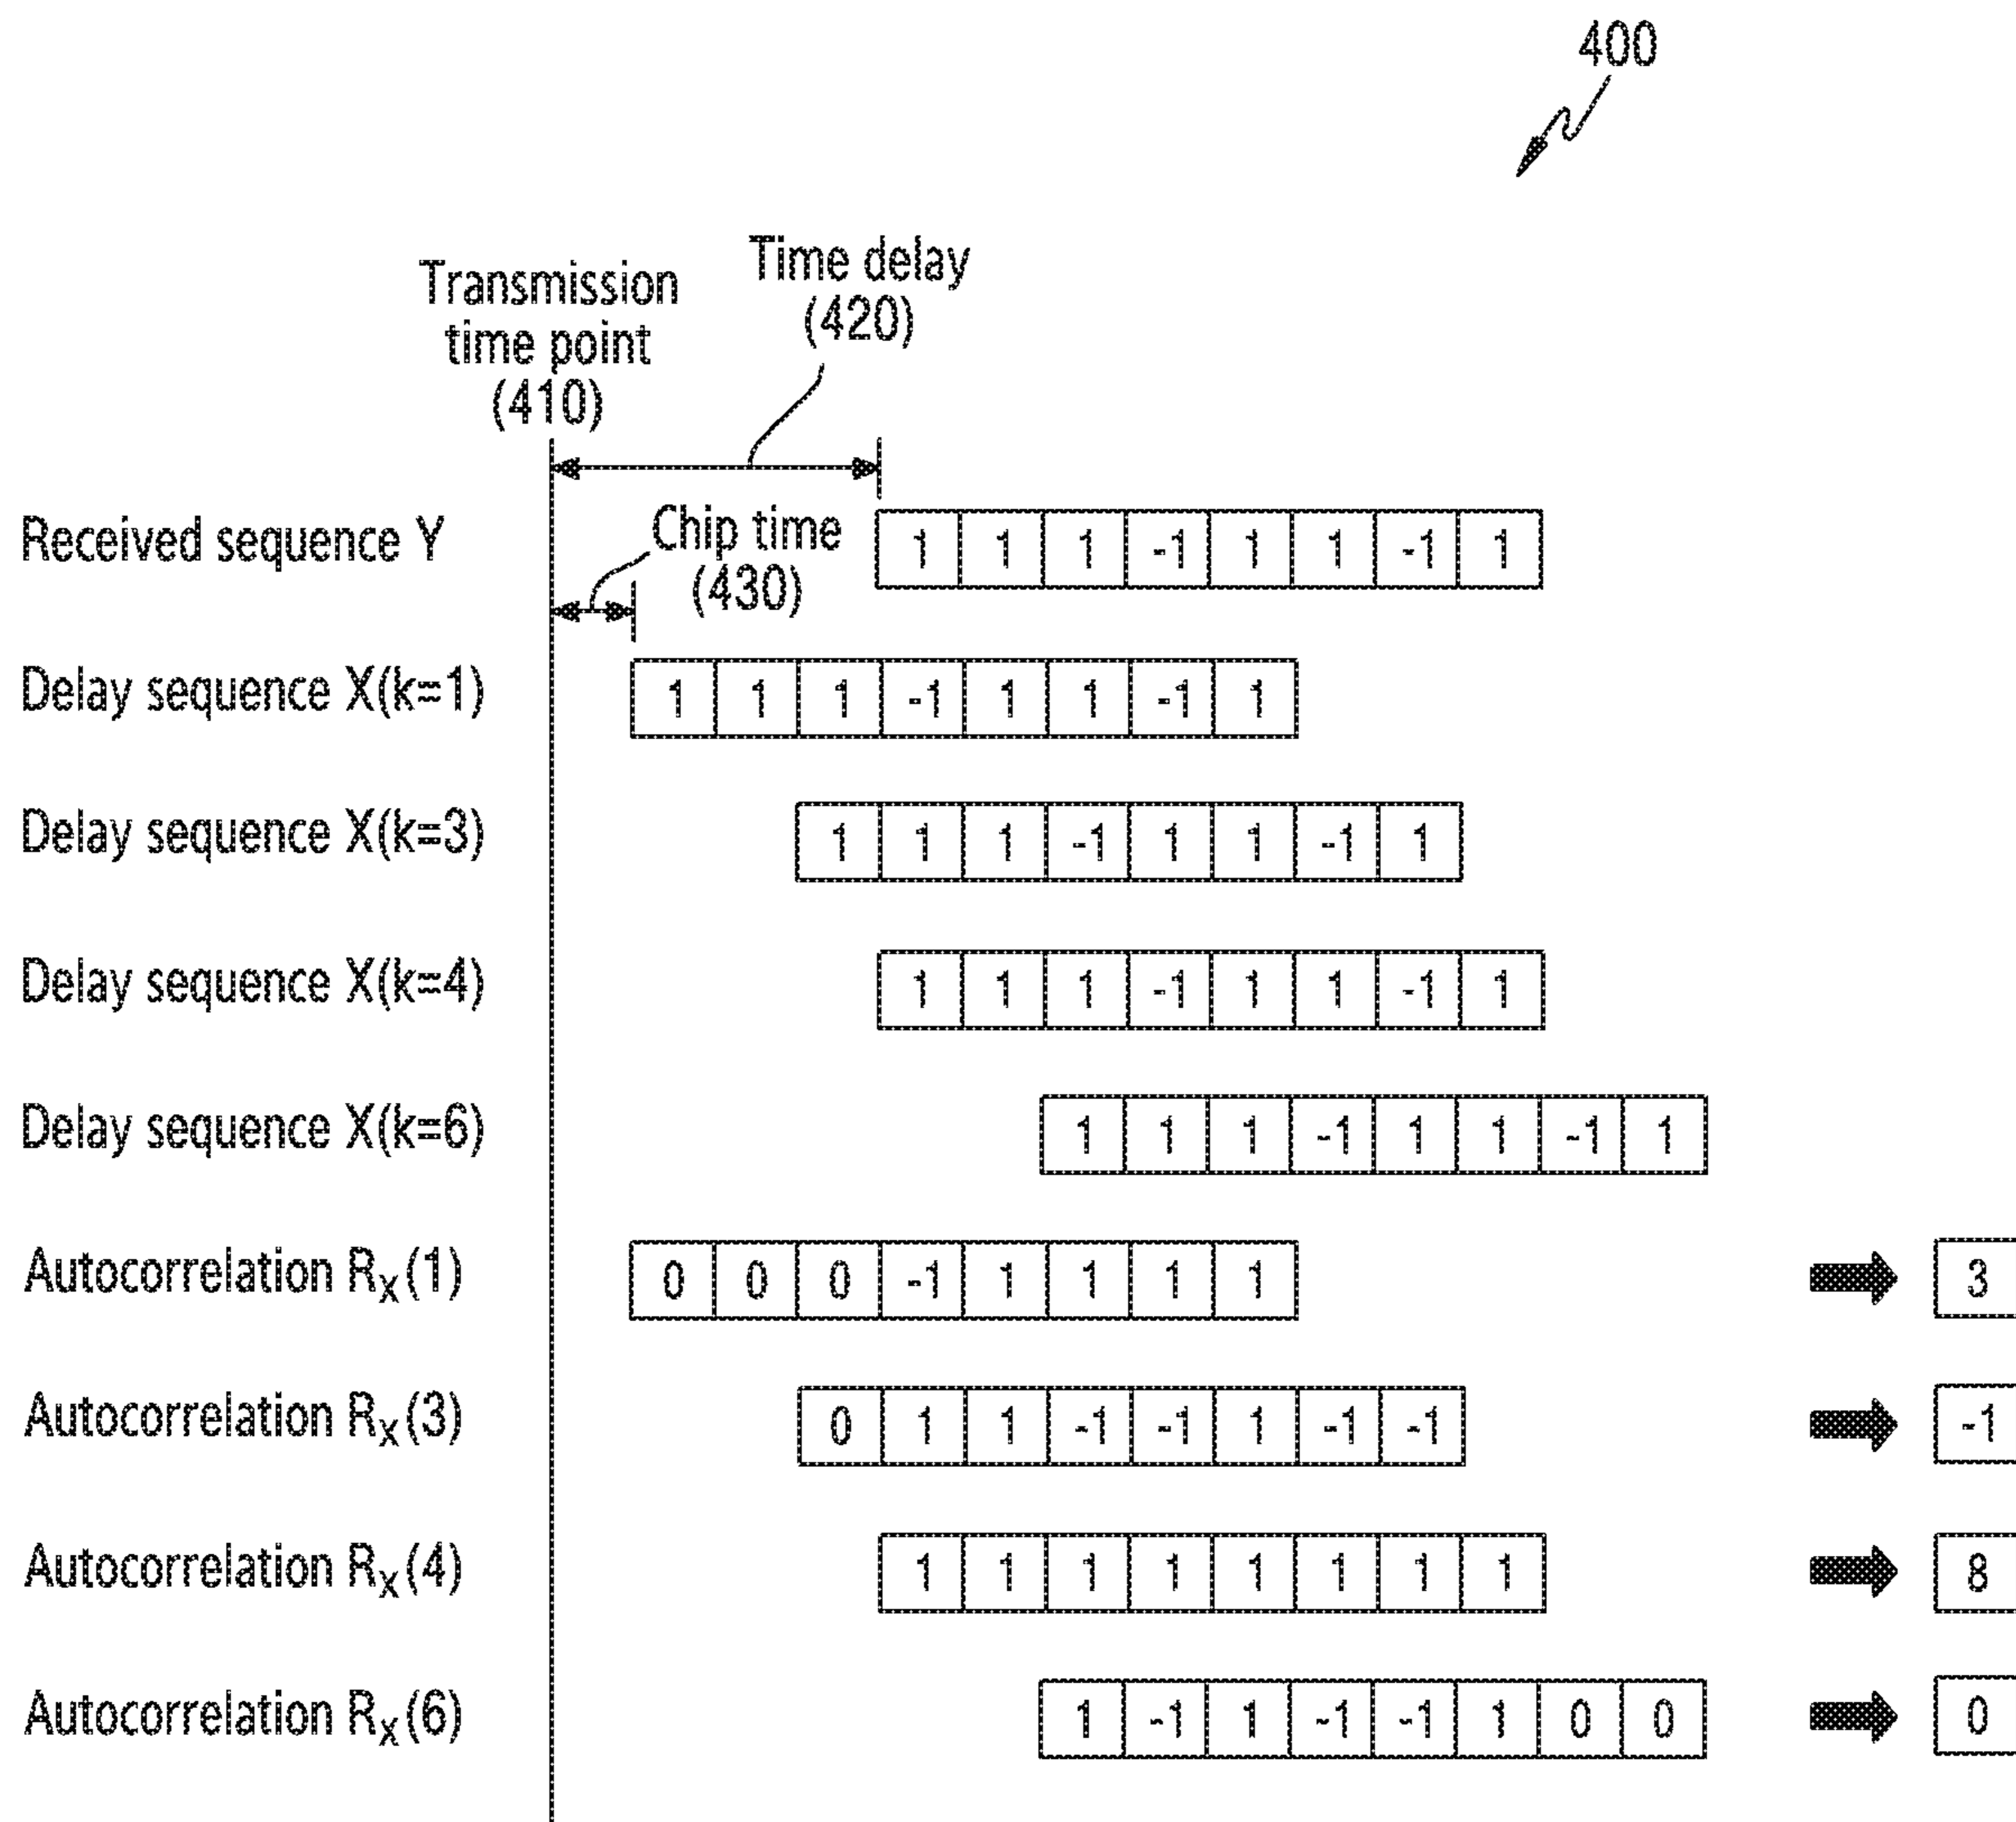 400
Transmission
time point
(410)
Time delay
(420)
Received sequence Y
1 1 1 -1 1 1 -1 1
Chip time
(430)
Delay sequence X(k=1)
1 1 1 -1 1 1 -1 1
Delay sequence X(k=3)
1 1 1 -1 1 1 -1 1
Delay sequence X(k=4)
1 1 1 -1 1 1 -1 1
Delay sequence X(k=6)
1 1 1 -1 1 1 -1 1
Autocorrelation RX(1)
0 0 0 -1 1 1 1 1
3
Autocorrelation RX(3)
0 1 1 -1 -1 1 -1 -1
-1
Autocorrelation RX(4)
1 1 1 1 1 1 1 1
8
Autocorrelation RX(6)
1 -1 1 -1 -1 1 0 0
0